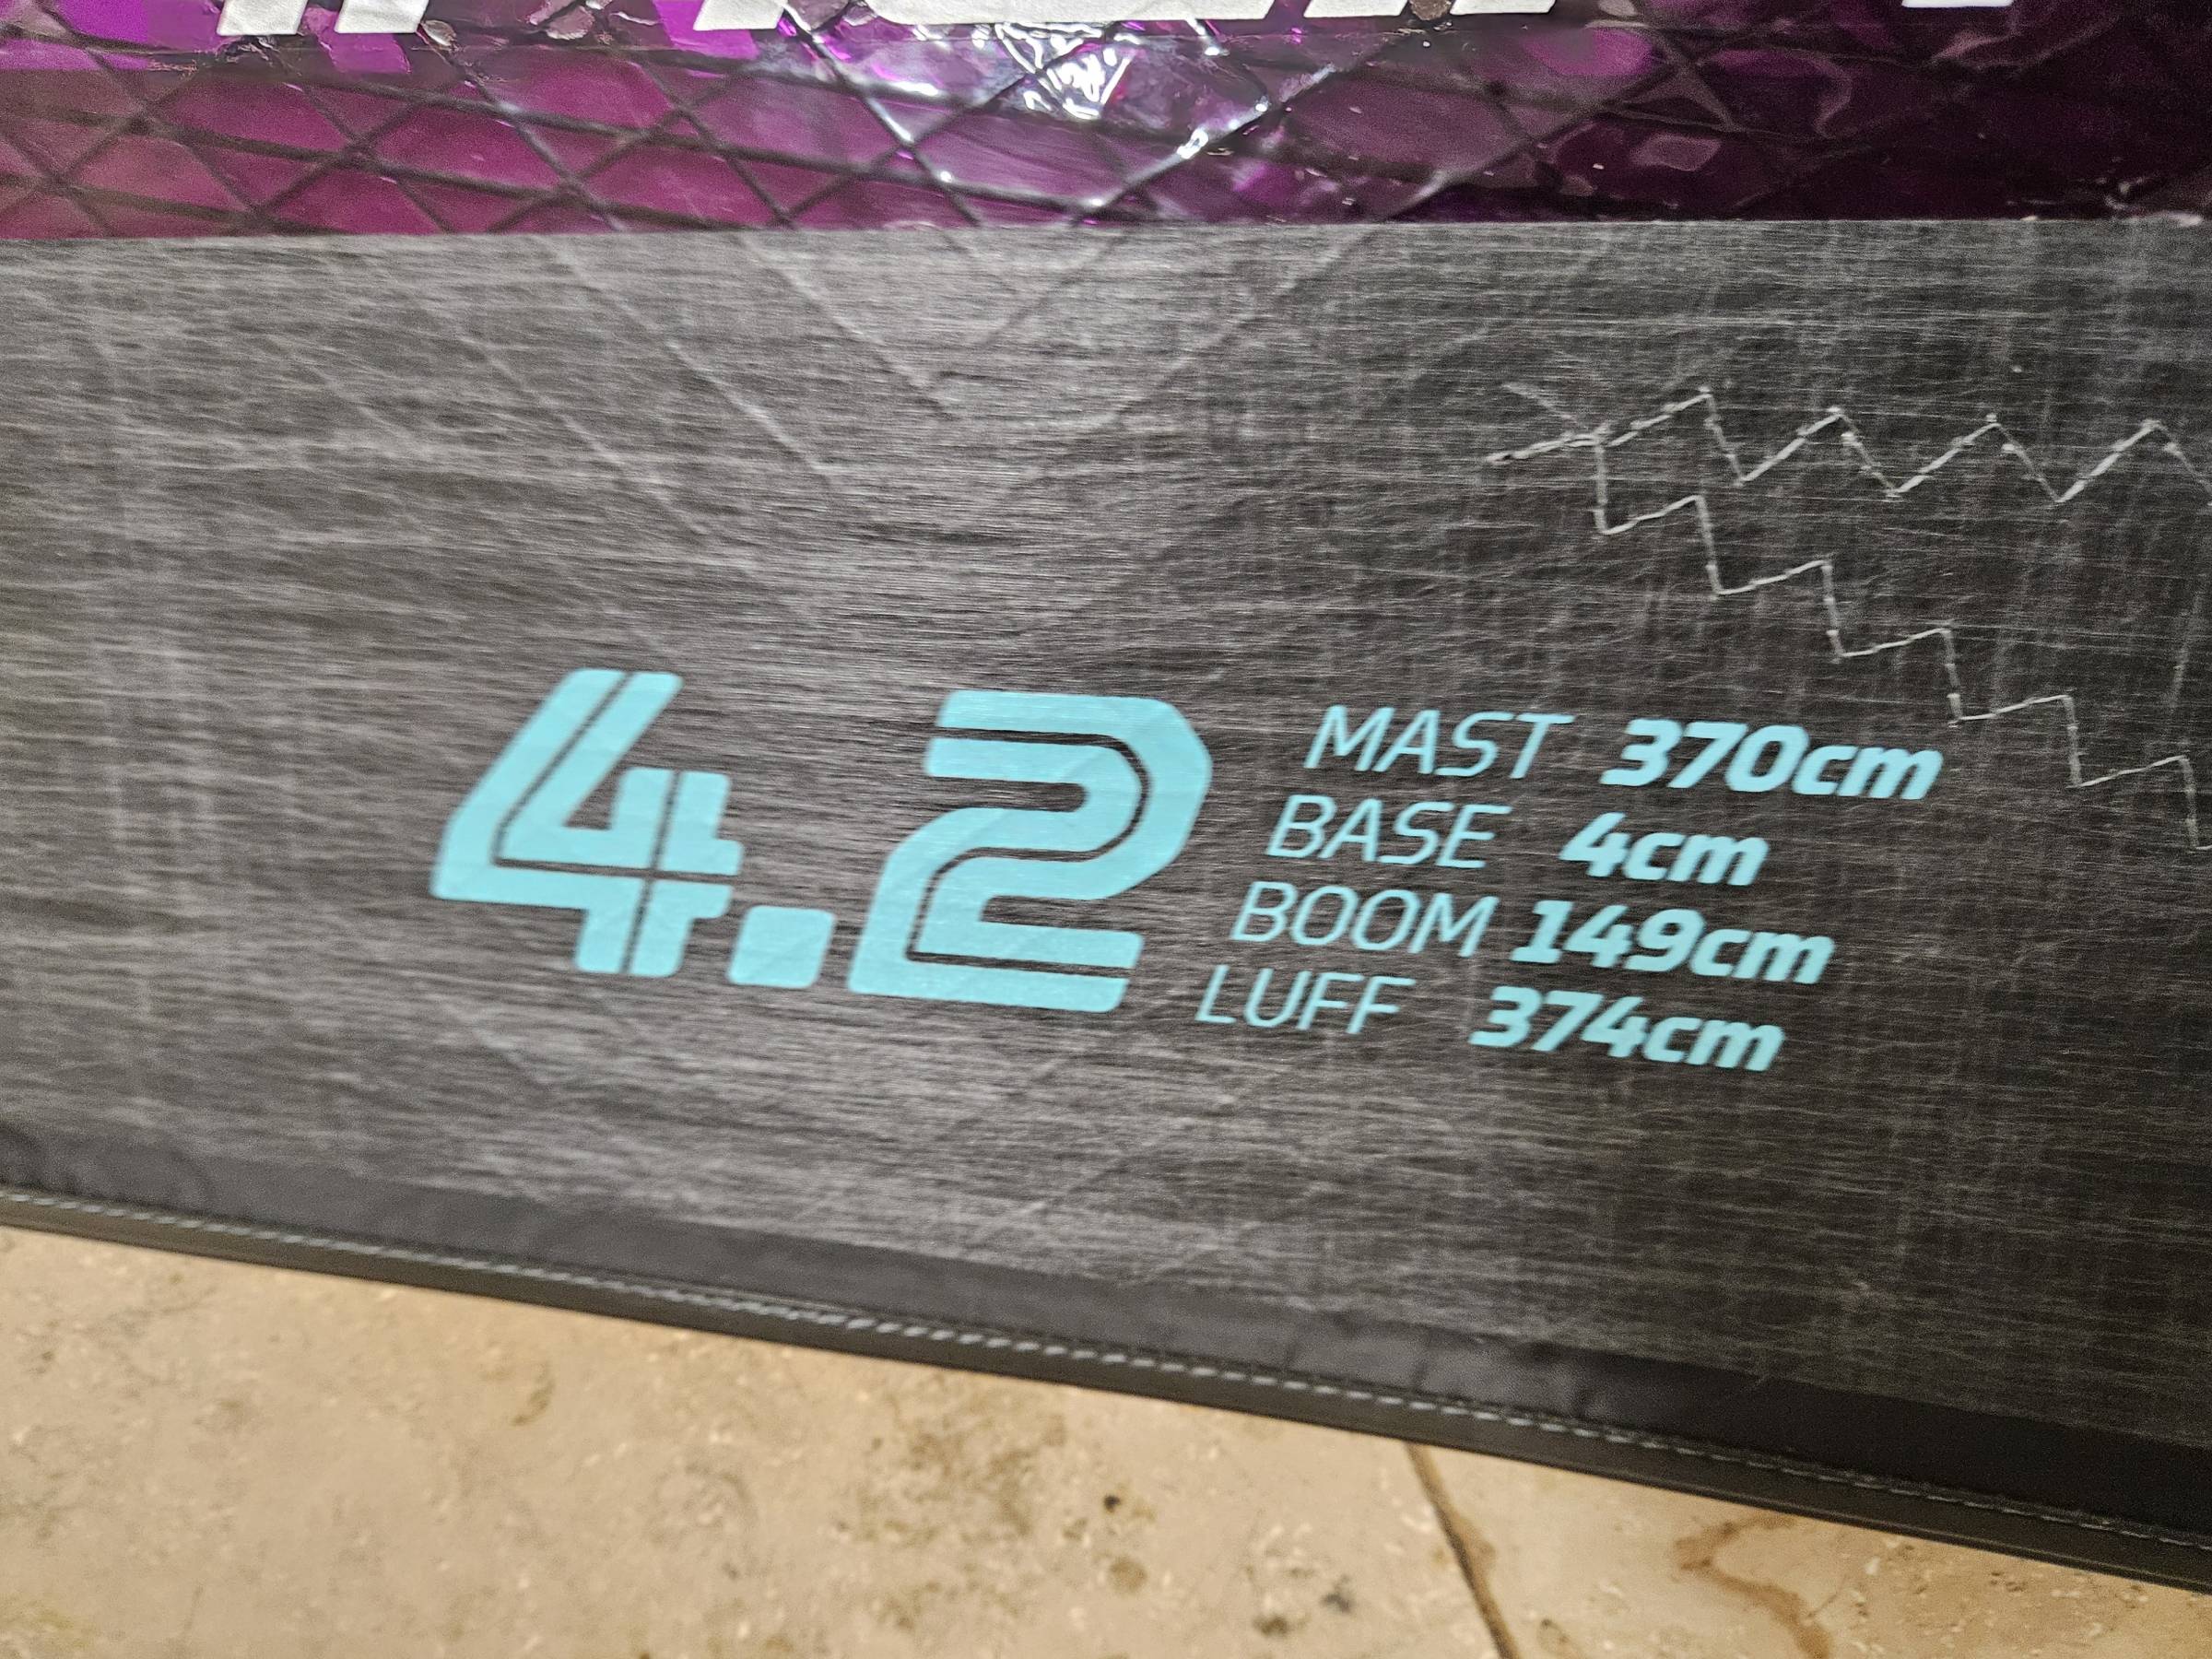 4.2
MAST 370cm
BASE 4cm
BOOM 149cm
LUFF 374cm